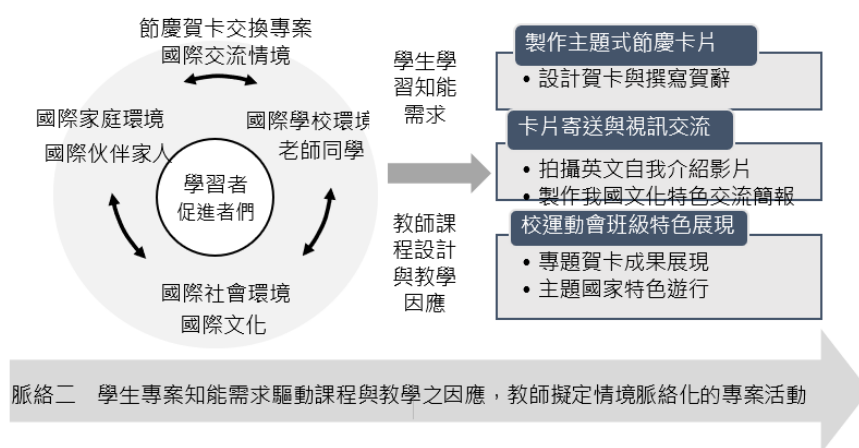 節慶賀卡交換專案
國際交流情境
國際家庭環境
國際伙伴家人
國際學校環境
老師同學
學習者
促進者們
國際社會環境
國際文化
學生學
習知能
需求
教師課
程設計
與教學
因應
製作主題式節慶卡片
• 設計賀卡與撰寫賀辭
卡片寄送與視訊交流
• 拍攝英文自我介紹影片
• 製作我國文化特色交流簡報
校運動會班級特色展現
• 專題賀卡成果展現
• 主題國家特色遊行
脈絡二 學生專案知能需求驅動課程與教學之因應，教師擬定情境脈絡化的專案活動